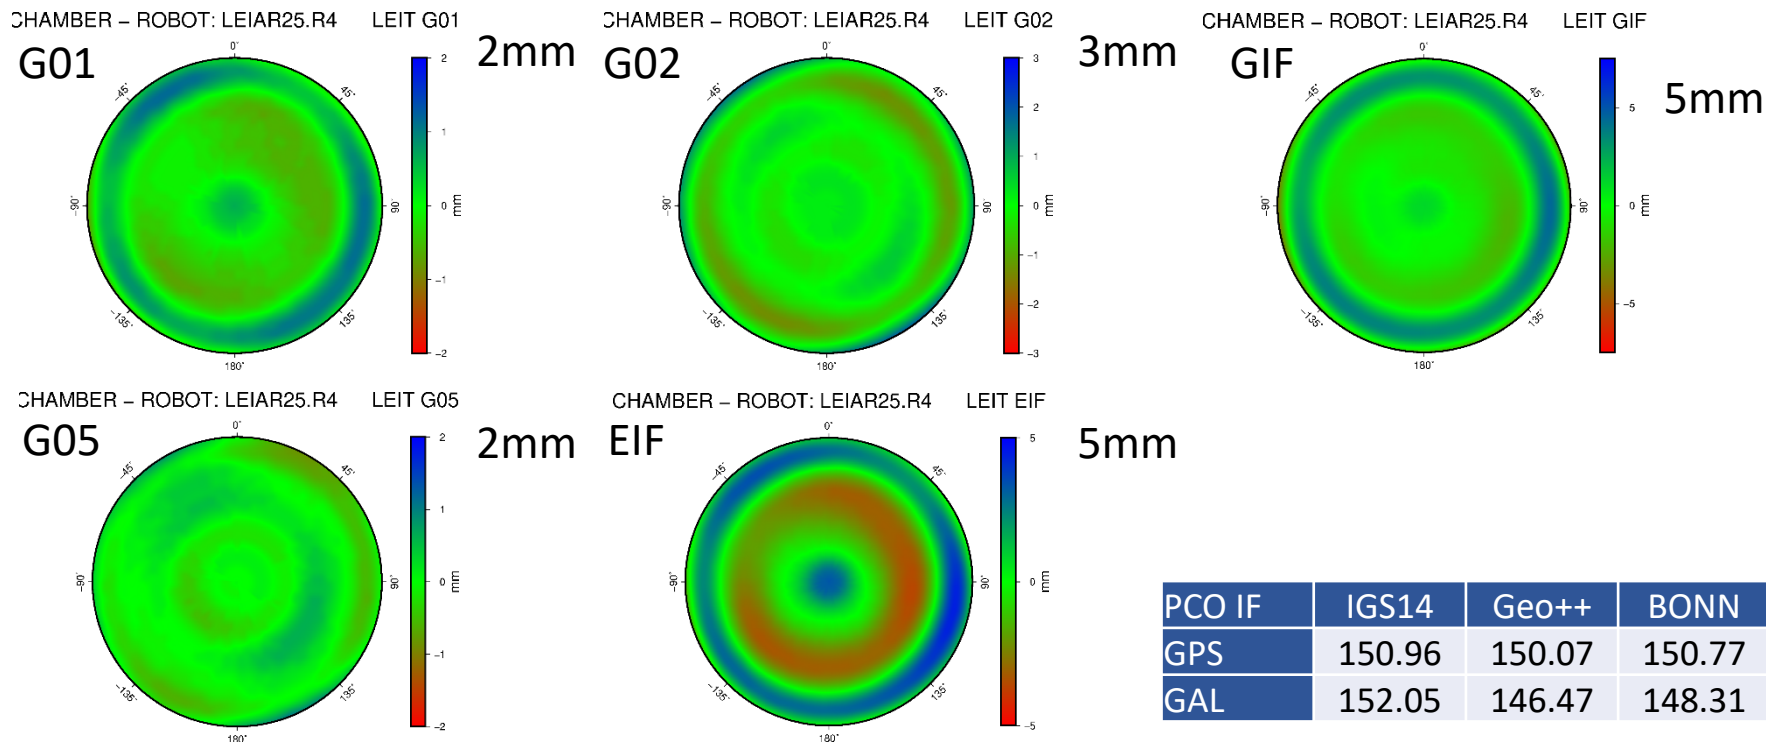 CHAMBER – ROBOT: LEIAR25.R4 LEIT G01
G01
2mm
0˚
45˚
90˚
135˚
180˚
-135˚
-90˚
-45˚
2
1
0
−1
−2
mm
CHAMBER – ROBOT: LEIAR25.R4 LEIT G02
G02
3mm
0˚
45˚
90˚
135˚
180˚
-135˚
-90˚
-45˚
3
2
1
0
−1
−2
−3
mm
CHAMBER – ROBOT: LEIAR25.R4 LEIT GIF
GIF
5mm
0˚
45˚
90˚
135˚
180˚
-135˚
-90˚
-45˚
5
0
−5
mm
CHAMBER – ROBOT: LEIAR25.R4 LEIT G05
G05
2mm
0˚
45˚
90˚
135˚
180˚
-135˚
-90˚
-45˚
2
1
0
−1
−2
mm
CHAMBER – ROBOT: LEIAR25.R4 LEIT EIF
EIF
5mm
0˚
45˚
90˚
135˚
180˚
-135˚
-90˚
-45˚
5
0
−5
mm
PCO IF IGS14 Geo++ BONN
GPS 150.96 150.07 150.77
GAL 152.05 146.47 148.31